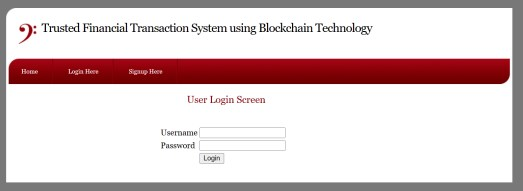 Trusted Financial Transaction System using Blockchain Technology
Home Login Here Signup Here
User Login Screen
Username
Password
Login